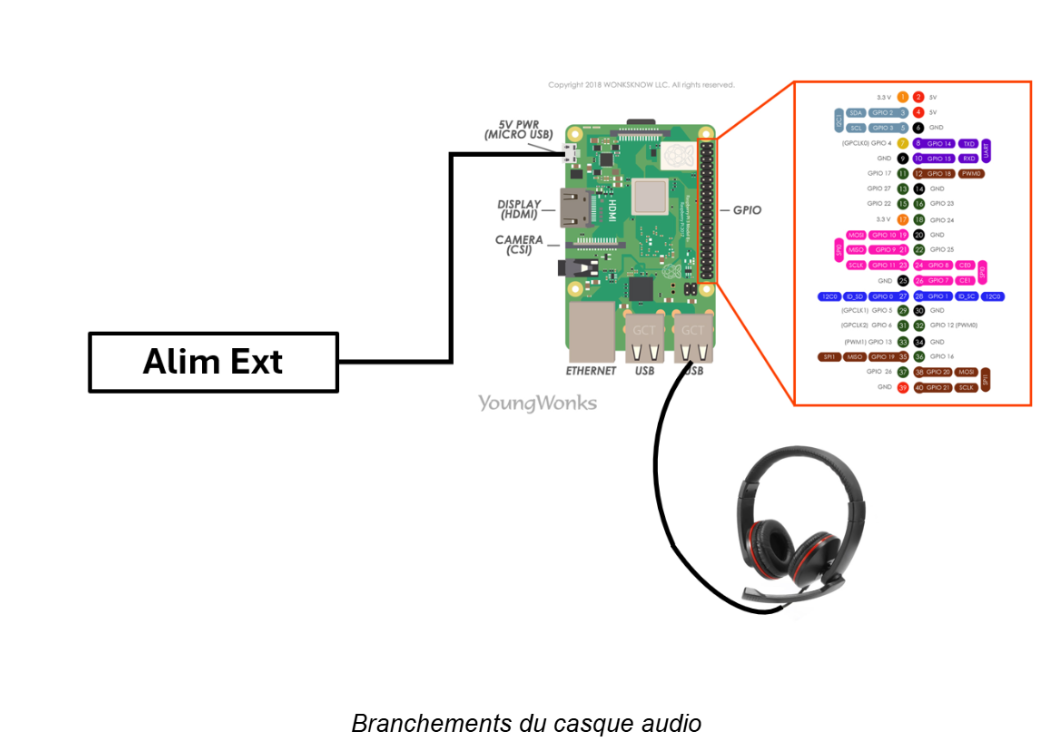 Copyright 2018 WONKSKNOW LLC. All rights reserved.
5V PWR
(MICRO USB)
DISPLAY
(HDMI)
CAMERA
(CSI)
HDMI
GPIO
GCT
GCT
ETHERNET
USB
USB
YoungWonks
Alim Ext
3.3 V 1 2 5V
I2C1 SDA GPIO 2 3 4 5V
SCL GPIO 3 5 6 GND
(GPCLK0) GPIO 4 7 8 GPIO 14 TXD UART
GND 9 10 GPIO 15 RXD
GPIO 17 11 12 GPIO 18 PWM0
GPIO 27 13 14 GND
GPIO 22 15 16 GPIO 23
3.3 V 17 18 GPIO 24
SPI0 MOSI GPIO 10 19 20 GND
MISO GPIO 9 21 22 GPIO 25
SCLK GPIO 11 23 24 GPIO 8 CE0 SPI0
GND 25 26 GPIO 7 CE1
12C0 ID_SD GPIO 0 27 28 GPIO 1 ID_SC 12C0
(GPCLK1) GPIO 5 29 30 GND
(GPCLK2) GPIO 6 31 32 GPIO 12 (PWM0)
(PWM1) GPIO 13 33 34 GND
SPI1 MISO GPIO 19 35 36 GPIO 16
GPIO 26 37 38 GPIO 20 MOSI SPI1
GND 39 40 GPIO 21 SCLK
Branchements du casque audio